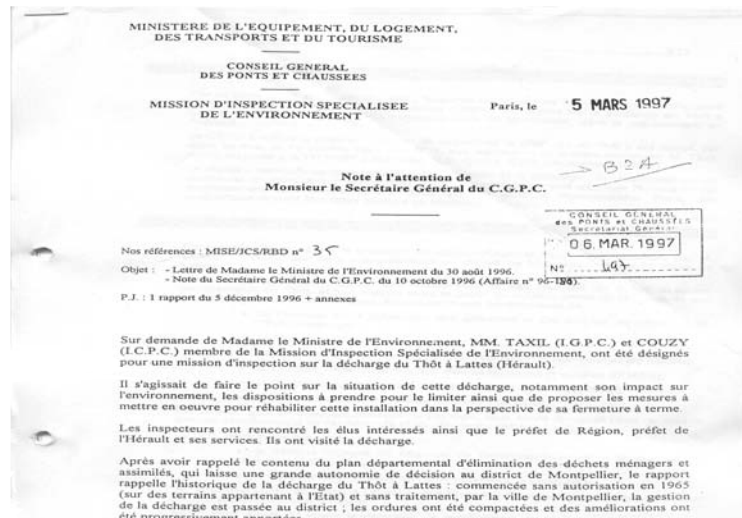 MINISTERE DE L'EQUIPEMENT, DU LOGEMENT,
DES TRANSPORTS ET DU TOURISME
CONSEIL GENERAL
DES PONTS ET CHAUSSEES
MISSION D'INSPECTION SPECIALISEE
DE L'ENVIRONNEMENT
Paris, le 5 MARS 1997
→ B2A
Note à l'attention de
Monsieur le Secrétaire Général du C.G.P.C.
CONSEIL GENERAL
des PONTS et CHAUSSÉES
Secrétariat Général
06. MAR. 1997
N° 497
Nos références : MISE/JCS/RBD n° 35
Objet : - Lettre de Madame le Ministre de l'Environnement du 30 août 1996.
- Note du Secrétaire Général du C.G.P.C. du 10 octobre 1996 (Affaire n° 96-
P.J. : 1 rapport du 5 décembre 1996 + annexes
Sur demande de Madame le Ministre de l'Environnement, MM. TAXIL (I.G.P.C.) et COUZY
(I.C.P.C.) membre de la Mission d'Inspection Spécialisée de l'Environnement, ont été désignés
pour une mission d'inspection sur la décharge du Thôt à Lattes (Hérault).
Il s'agissait de faire le point sur la situation de cette décharge, notamment son impact sur
l'environnement, les dispositions à prendre pour le limiter ainsi que de proposer les mesures à
mettre en oeuvre pour réhabiliter cette installation dans la perspective de sa fermeture à terme.
Les inspecteurs ont rencontré les élus intéressés ainsi que le préfet de Région, préfet de
l'Hérault et ses services. Ils ont visité la décharge.
Après avoir rappelé le contenu du plan départemental d'élimination des déchets ménagers et
assimilés, qui laisse une grande autonomie de décision au district de Montpellier, le rapport
rappelle l'historique de la décharge du Thôt à Lattes : commencée sans autorisation en 1965
(sur des terrains appartenant à l'Etat) et sans traitement, par la ville de Montpellier, la gestion
de la décharge est passée au district ; les ordures ont été compactées et des améliorations ont
été progressivement apportées